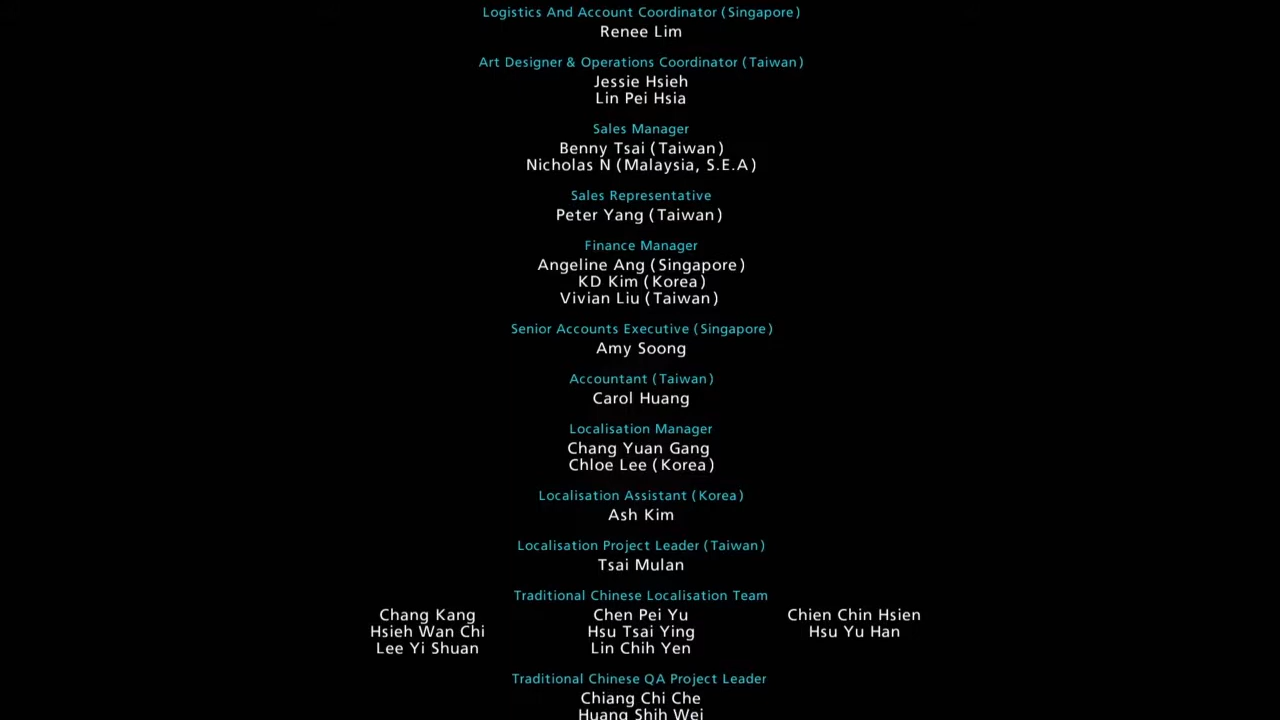 Logistics And Account Coordinator (Singapore)
Renee Lim
Art Designer & Operations Coordinator (Taiwan)
Jessie Hsieh
Lin Pei Hsia
Sales Manager
Benny Tsai (Taiwan)
Nicholas N (Malaysia, S.E.A)
Sales Representative
Peter Yang (Taiwan)
Finance Manager
Angeline Ang (Singapore)
KD Kim (Korea)
Vivian Liu (Taiwan)
Senior Accounts Executive (Singapore)
Amy Soong
Accountant (Taiwan)
Carol Huang
Localisation Manager
Chang Yuan Gang
Chloe Lee (Korea)
Localisation Assistant (Korea)
Ash Kim
Localisation Project Leader (Taiwan)
Tsai Mulan
Traditional Chinese Localisation Team
Chang Kang Chen Pei Yu Chien Chin Hsien
Hsieh Wan Chi Hsu Tsai Ying Hsu Yu Han
Lee Yi Shuan Lin Chih Yen
Traditional Chinese QA Project Leader
Chiang Chi Che
Huang Shih Wei